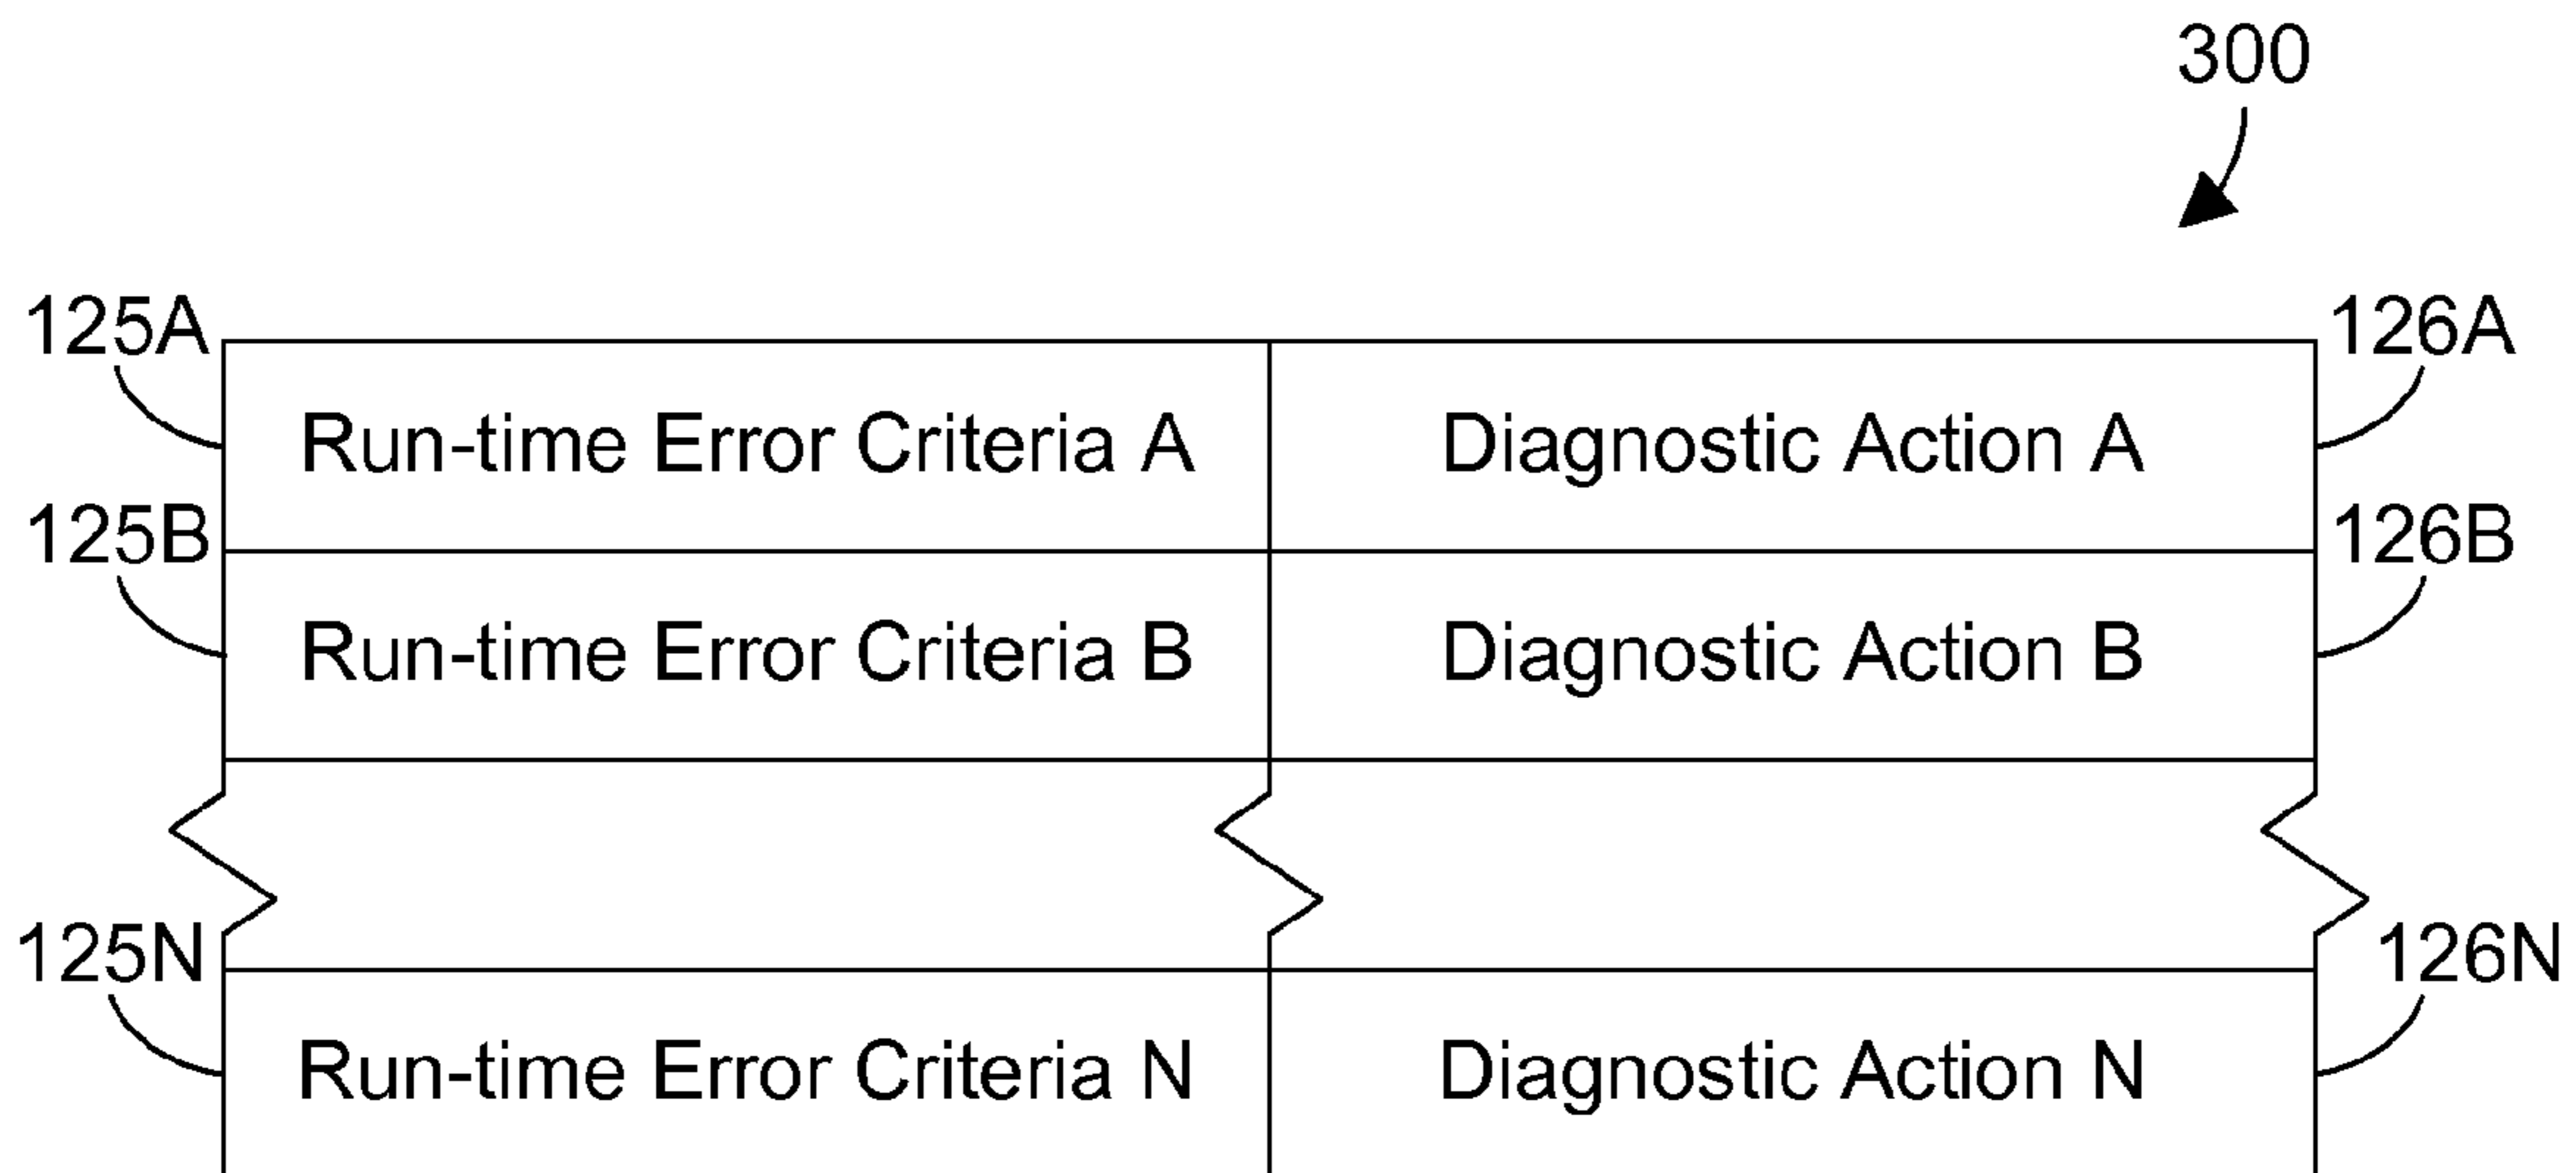 300
125A
126A
Run-time Error Criteria A
Diagnostic Action A
125B
126B
Run-time Error Criteria B
Diagnostic Action B
125N
126N
Run-time Error Criteria N
Diagnostic Action N